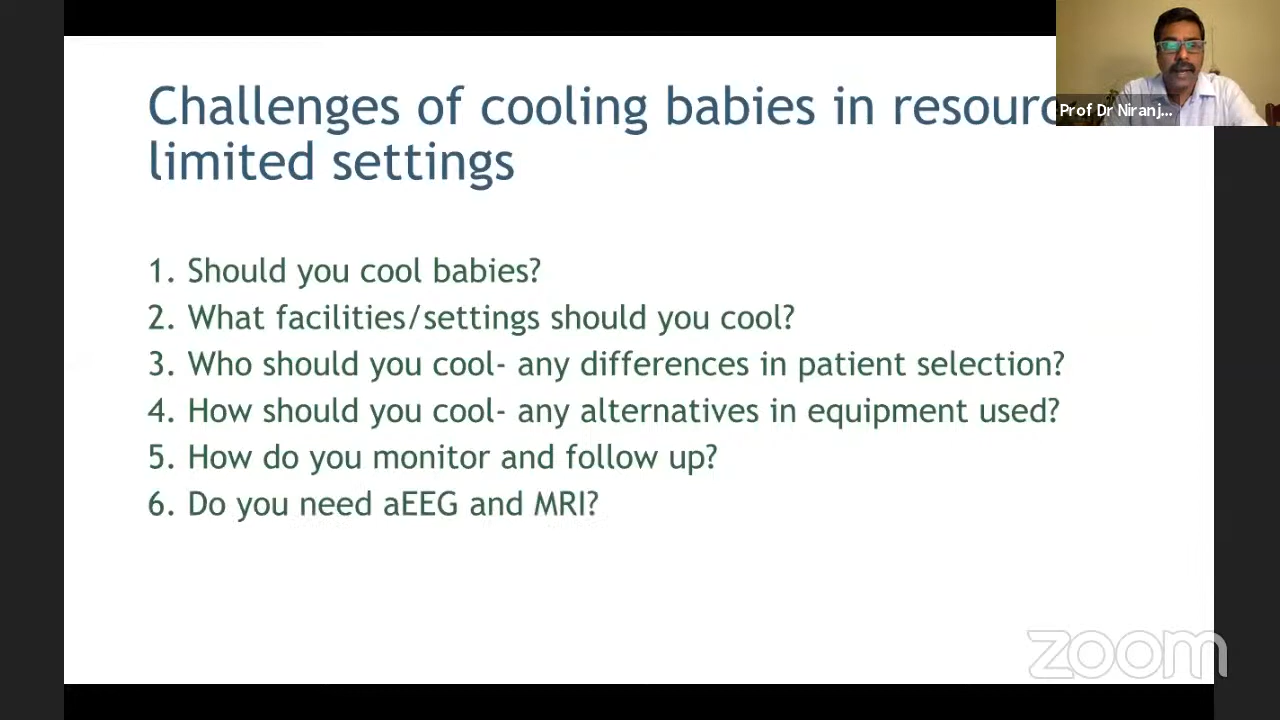 Challenges of cooling babies in resourc
limited settings
1. Should you cool babies?
2. What facilities/settings should you cool?
3. Who should you cool- any differences in patient selection?
4. How should you cool- any alternatives in equipment used?
5. How do you monitor and follow up?
6. Do you need aEEG and MRI?
Prof Dr Niranj...
zoom